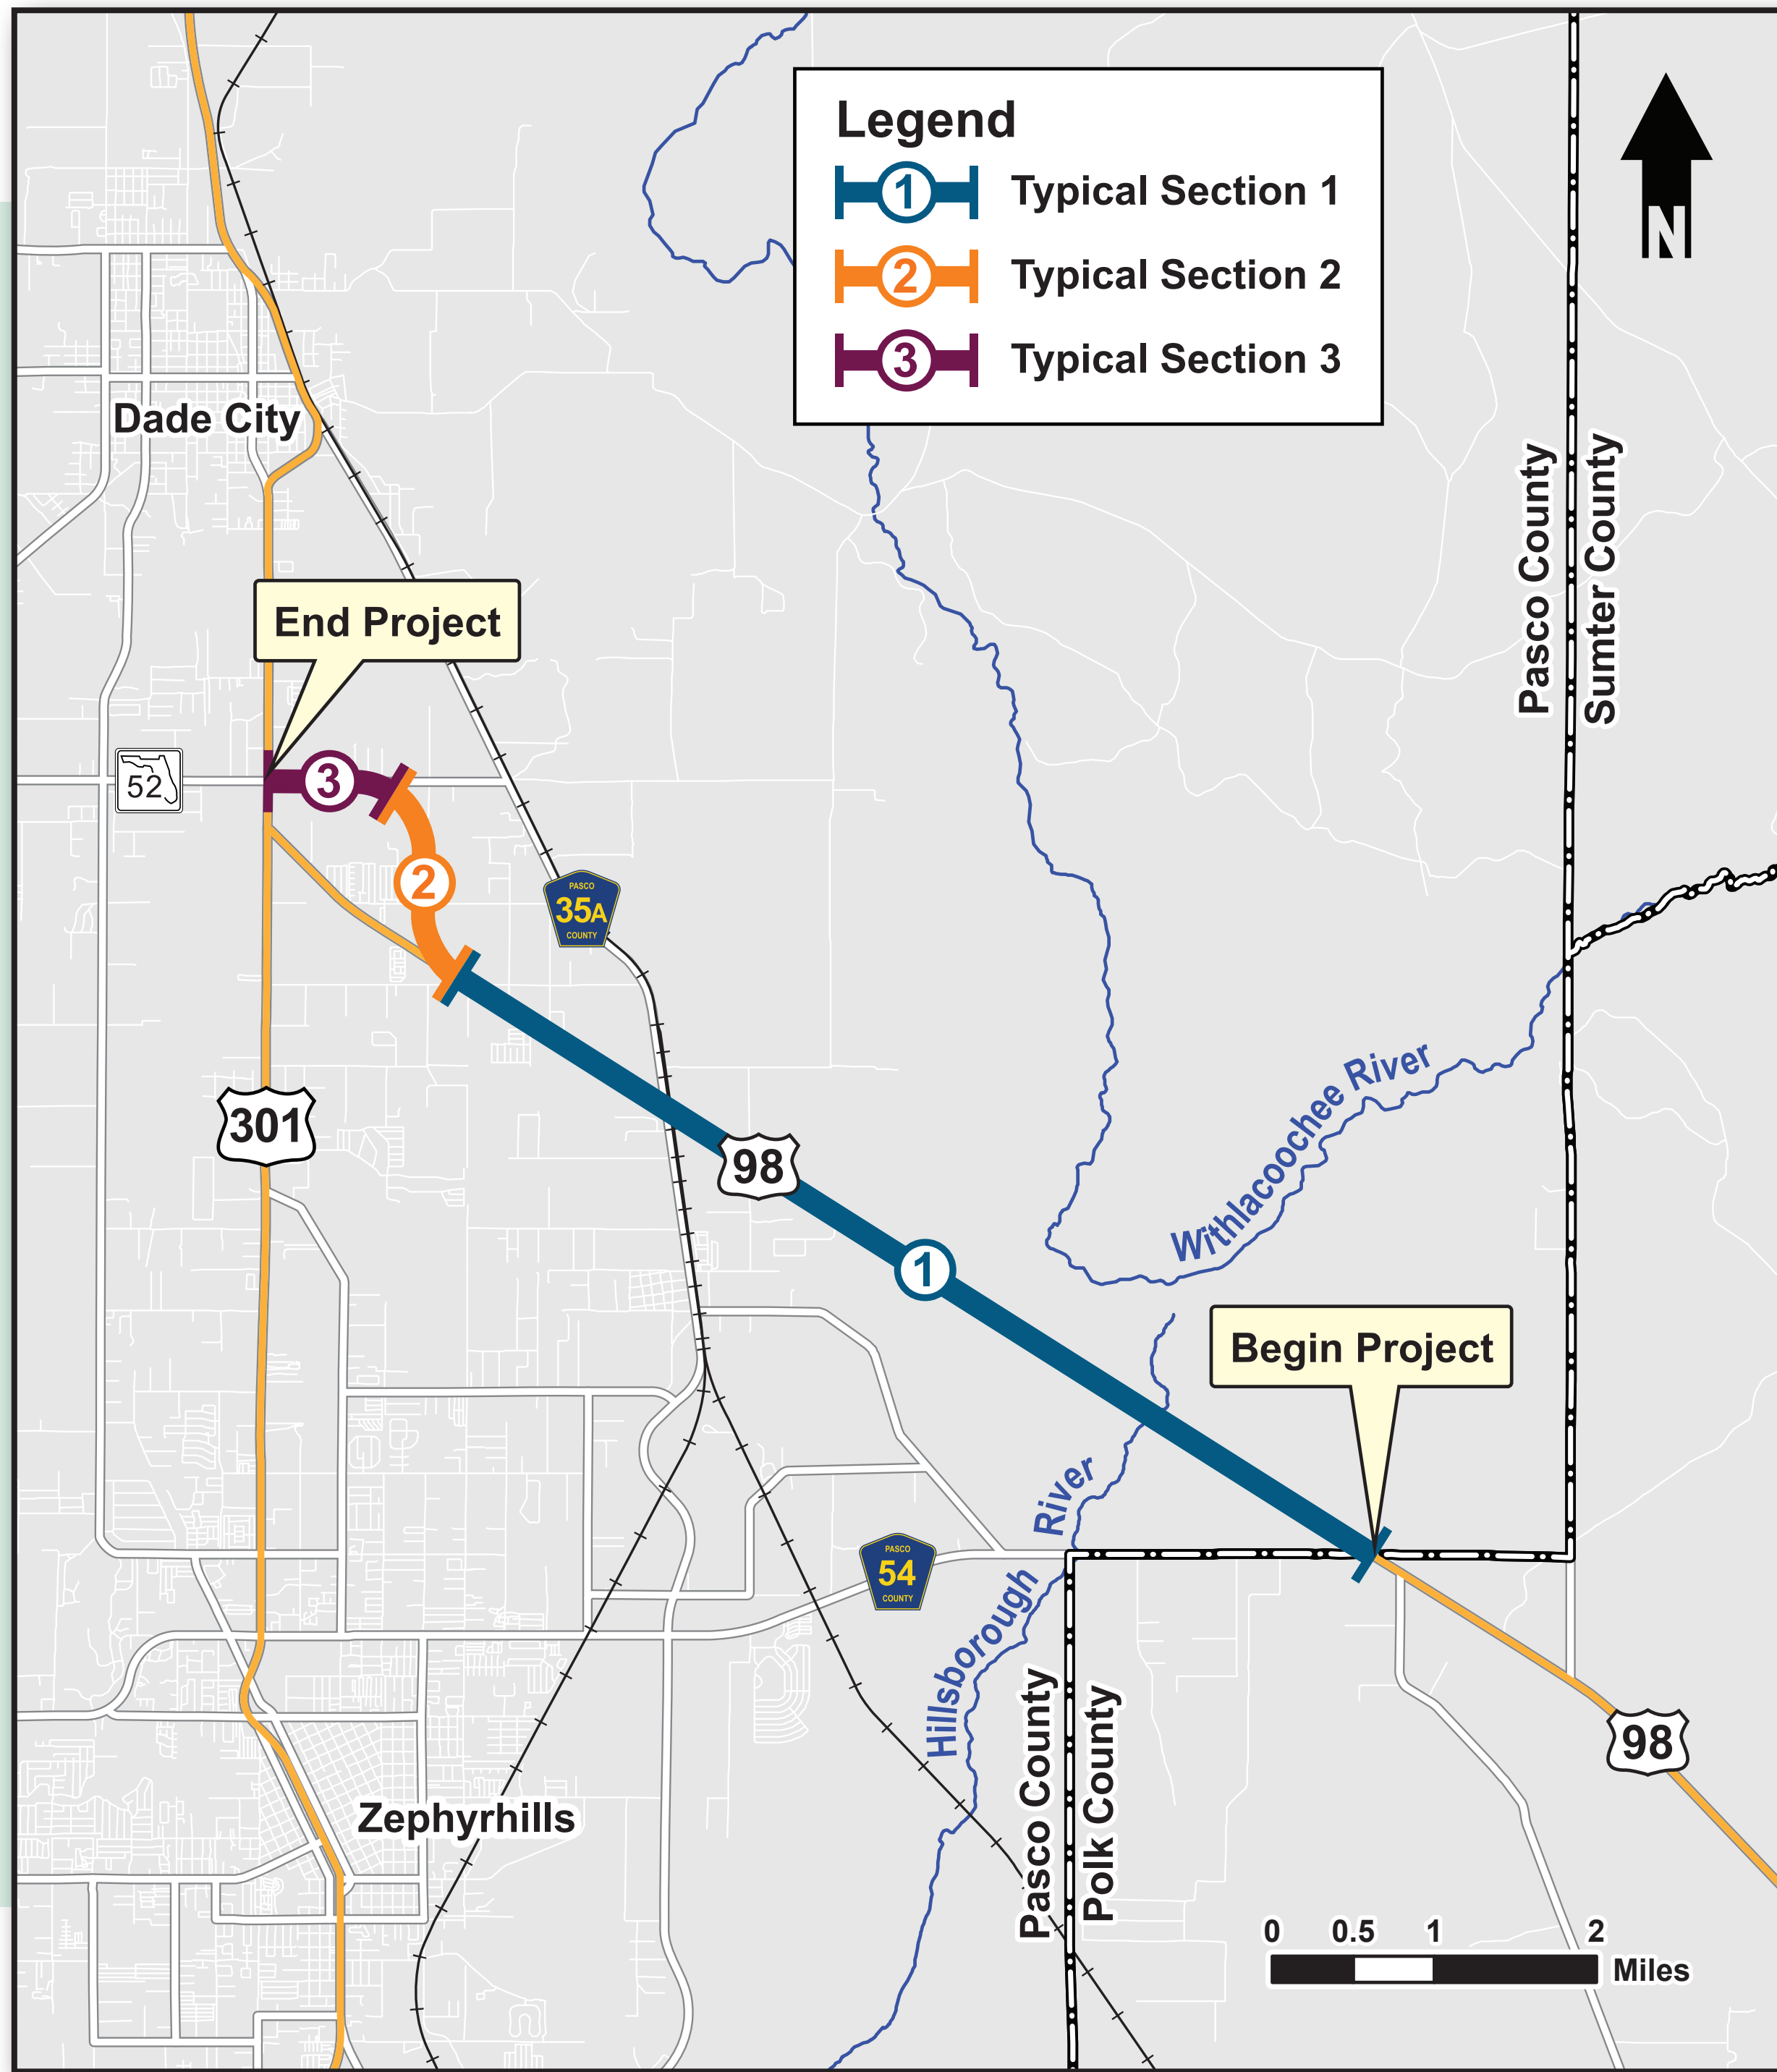 Legend
1 Typical Section 1
2 Typical Section 2
3 Typical Section 3
N
Dade City
Pasco County
Sumter County
End Project
52
3
2
PASCO
35A
COUNTY
301
98
1
Withlacoochee River
Begin Project
Hillsborough River
PASCO
54
COUNTY
Pasco County
Polk County
98
Zephyrhills
0 0.5 1 2
Miles